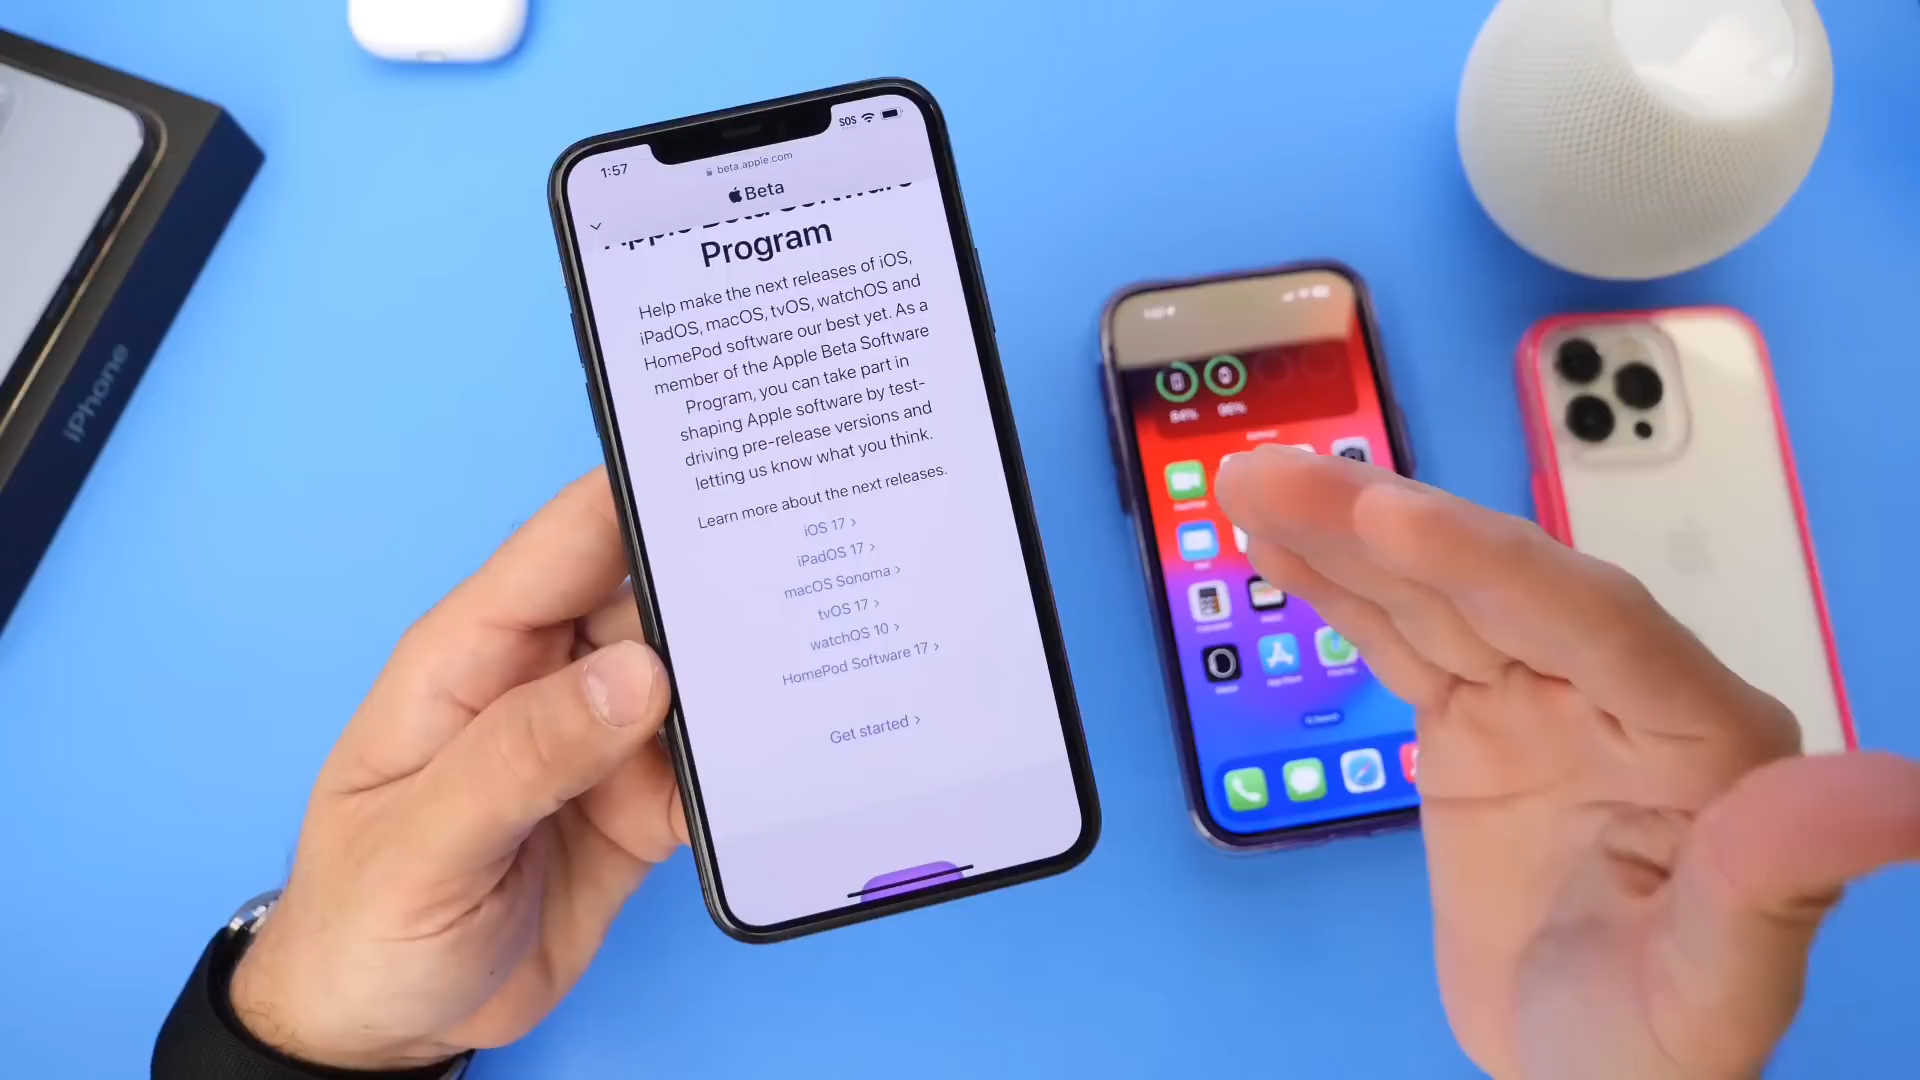 iPhone
1:57
SOS
beta.apple.com
Beta
Apple Beta Software
Program
Help make the next releases of iOS,
iPadOS, macOS, tvOS, watchOS and
HomePod software our best yet. As a
member of the Apple Beta Software
Program, you can take part in
shaping Apple software by test-
driving pre-release versions and
letting us know what you think.
Learn more about the next releases.
iOS 17 >
iPadOS 17 >
macOS Sonoma >
tvOS 17 >
watchOS 10 >
HomePod Software 17 >
Get started >